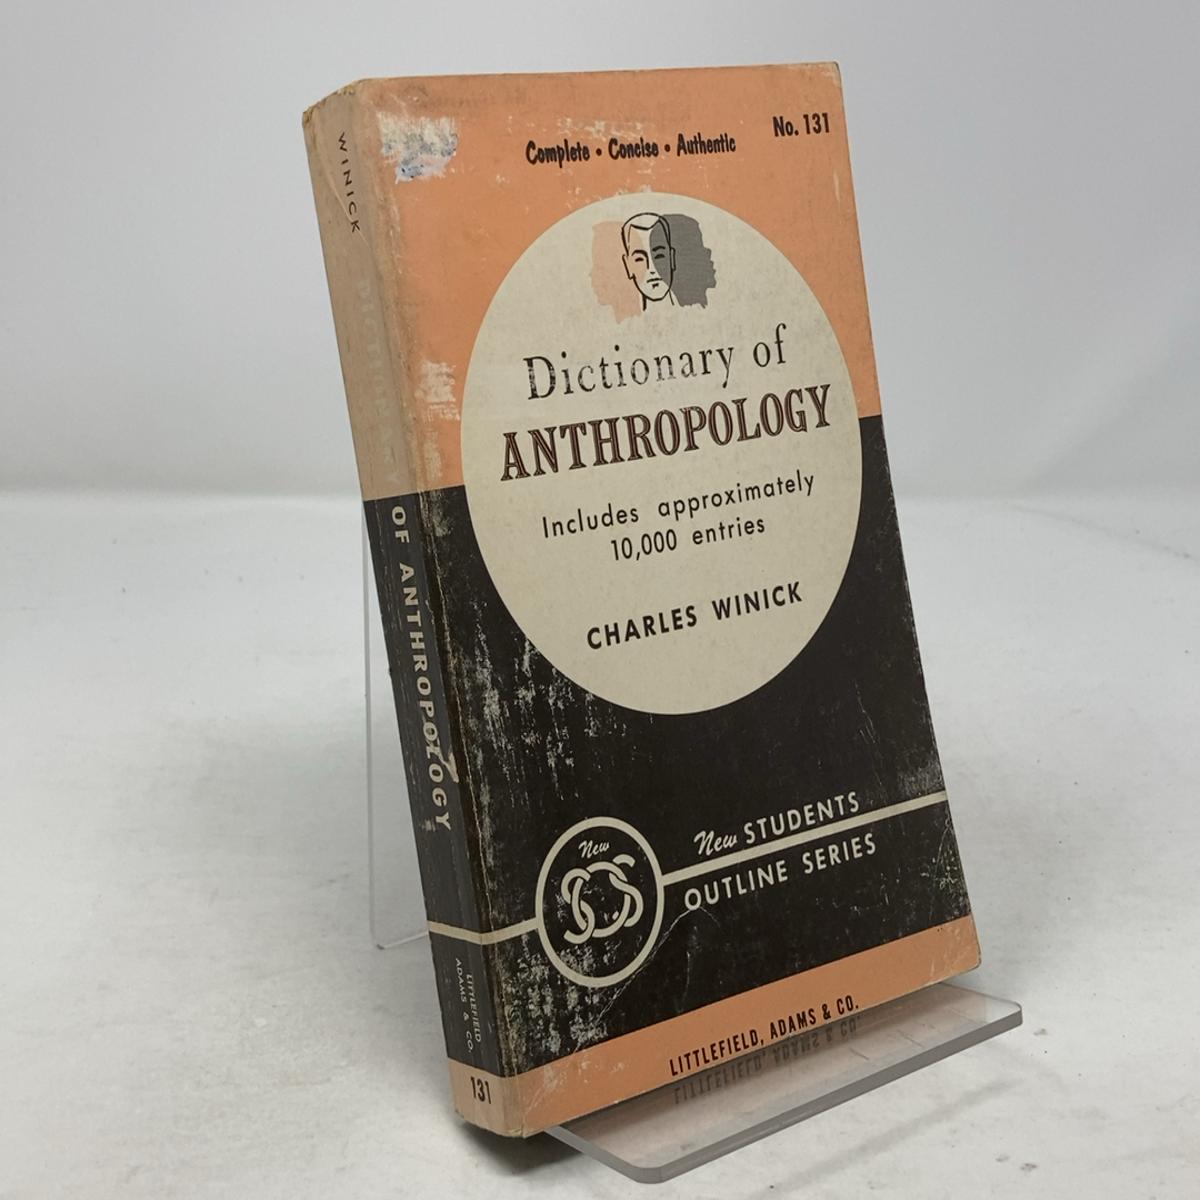 WINICK
DICTIONARY OF ANTHROPOLOGY
LITTLEFIELD
ADAMS & CO.
131
No. 131
Complete • Concise • Authentic
Dictionary of
ANTHROPOLOGY
Includes approximately
10,000 entries
CHARLES WINICK
New
SOS
New STUDENTS
OUTLINE SERIES
LITTLEFIELD, ADAMS & CO.